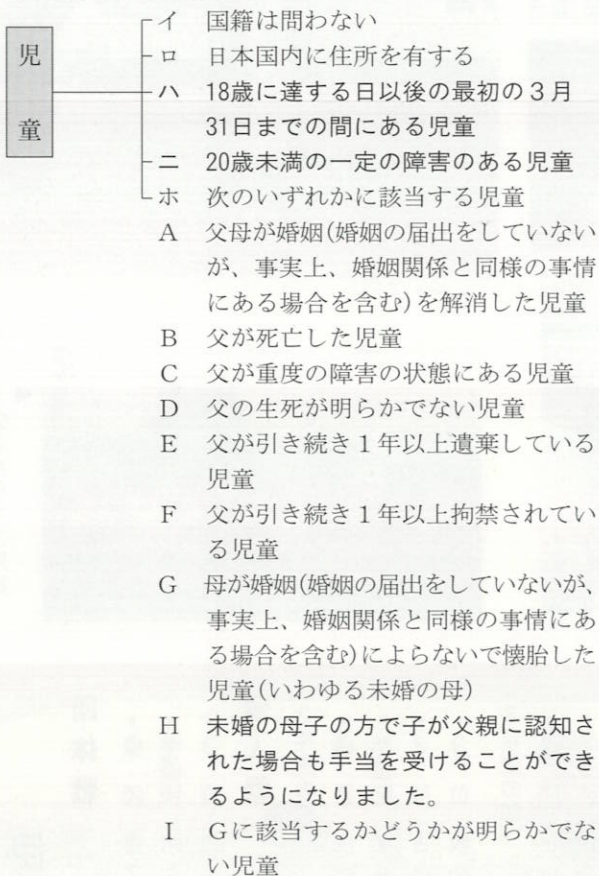 児童
イ 国籍は問わない
ロ 日本国内に住所を有する
ハ 18歳に達する日以後の最初の３月
31日までの間にある児童
ニ 20歳未満の一定の障害のある児童
ホ 次のいずれかに該当する児童
A 父母が婚姻(婚姻の届出をしていない
が、事実上、婚姻関係と同様の事情
にある場合を含む)を解消した児童
B 父が死亡した児童
C 父が重度の障害の状態にある児童
D 父の生死が明らかでない児童
E 父が引き続き１年以上遺棄している
児童
F 父が引き続き１年以上拘禁されてい
る児童
G 母が婚姻(婚姻の届出をしていないが、
事実上、婚姻関係と同様の事情にあ
る場合を含む)によらないで懐胎した
児童(いわゆる未婚の母)
H 未婚の母子の方で子が父親に認知さ
れた場合も手当を受けることができ
るようになりました。
I Gに該当するかどうかが明らかでな
い児童